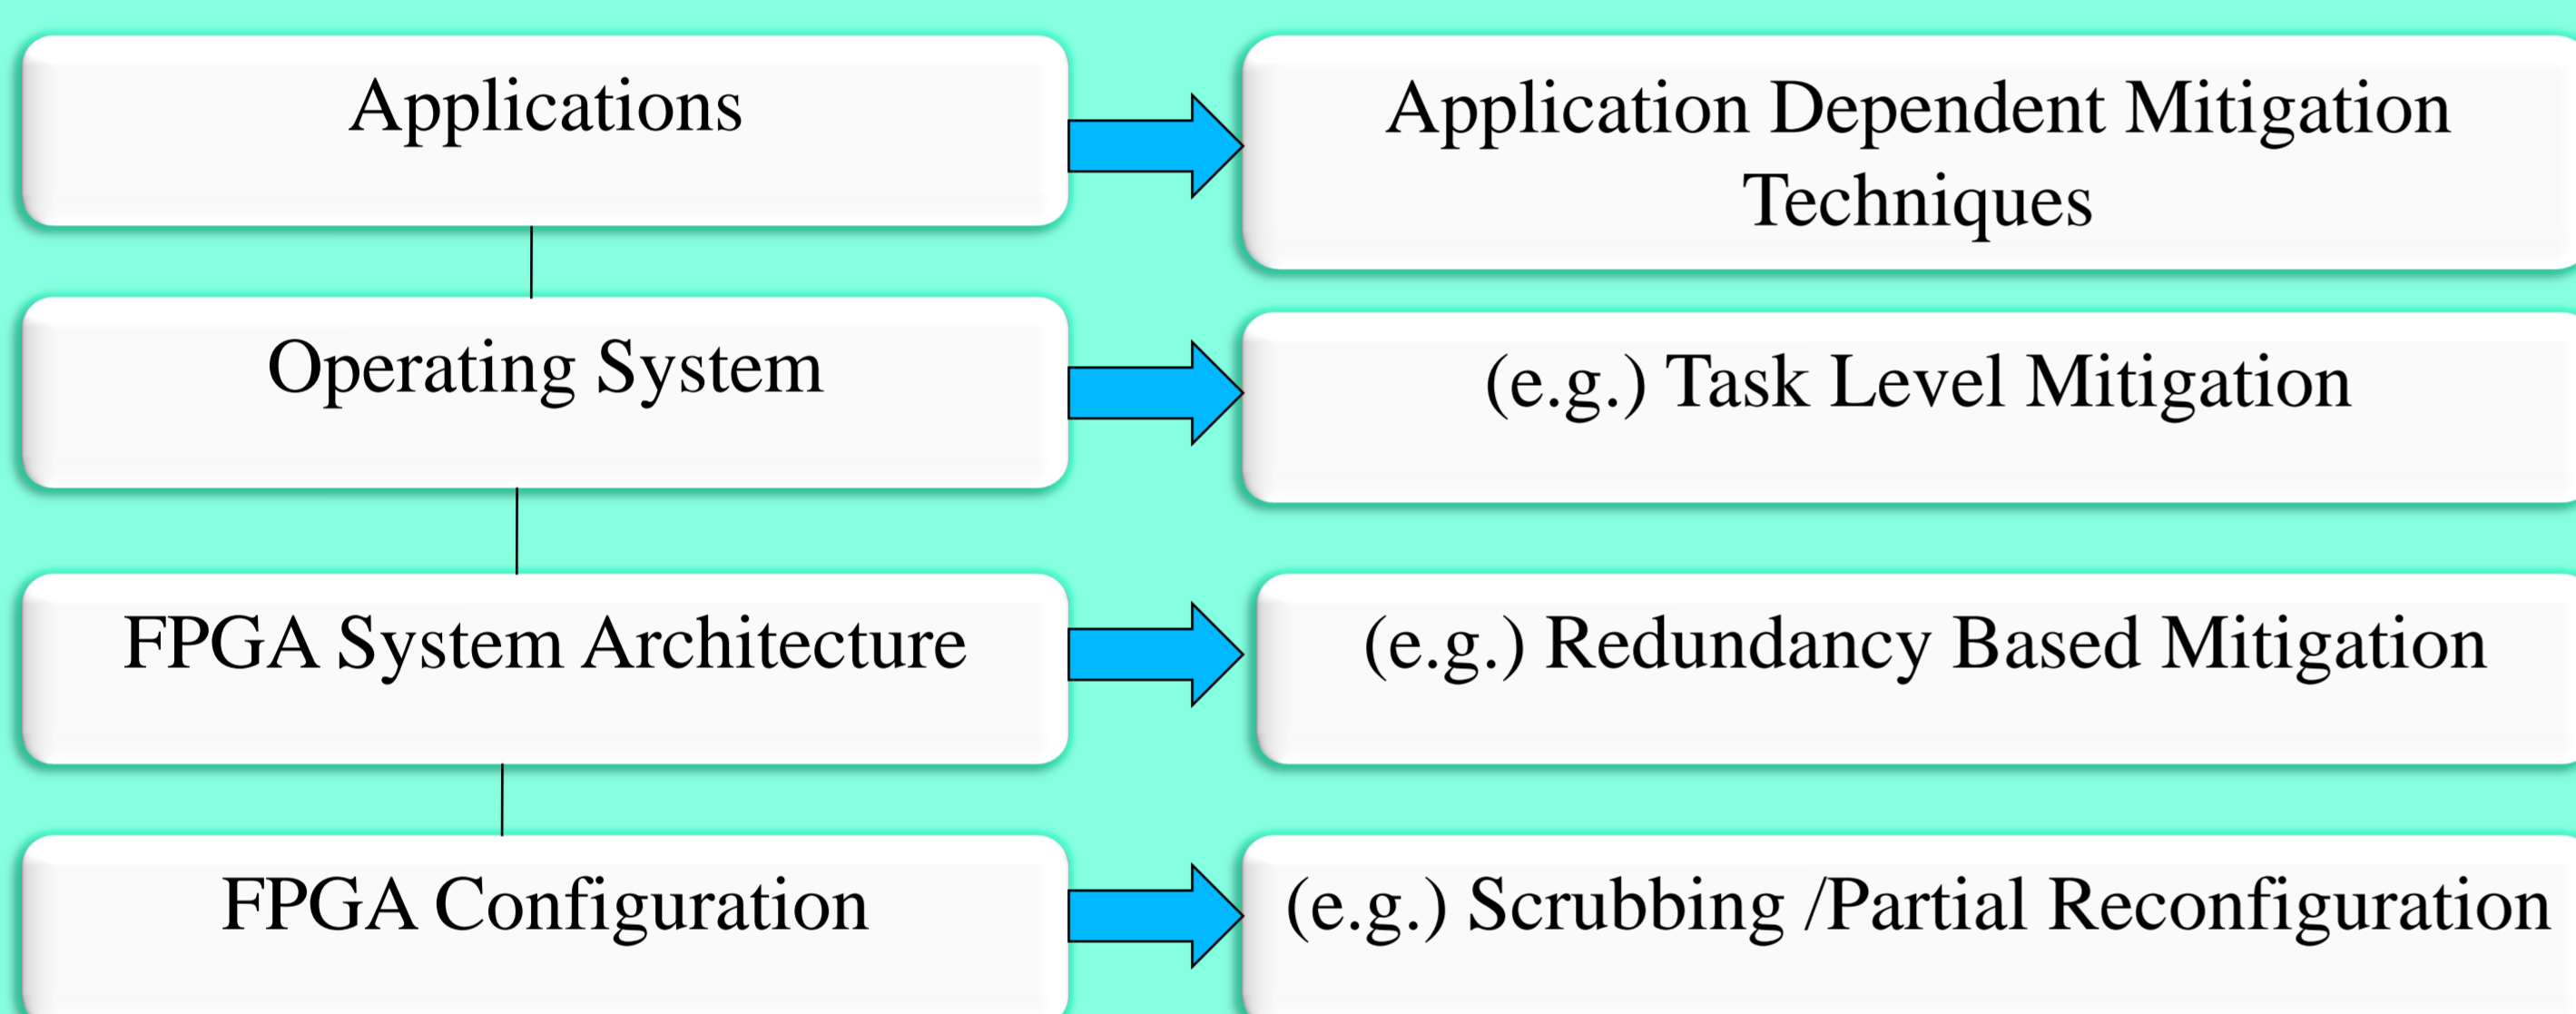 Applications
Application Dependent Mitigation
Techniques
Operating System
(e.g.) Task Level Mitigation
FPGA System Architecture
(e.g.) Redundancy Based Mitigation
FPGA Configuration
(e.g.) Scrubbing /Partial Reconfiguration